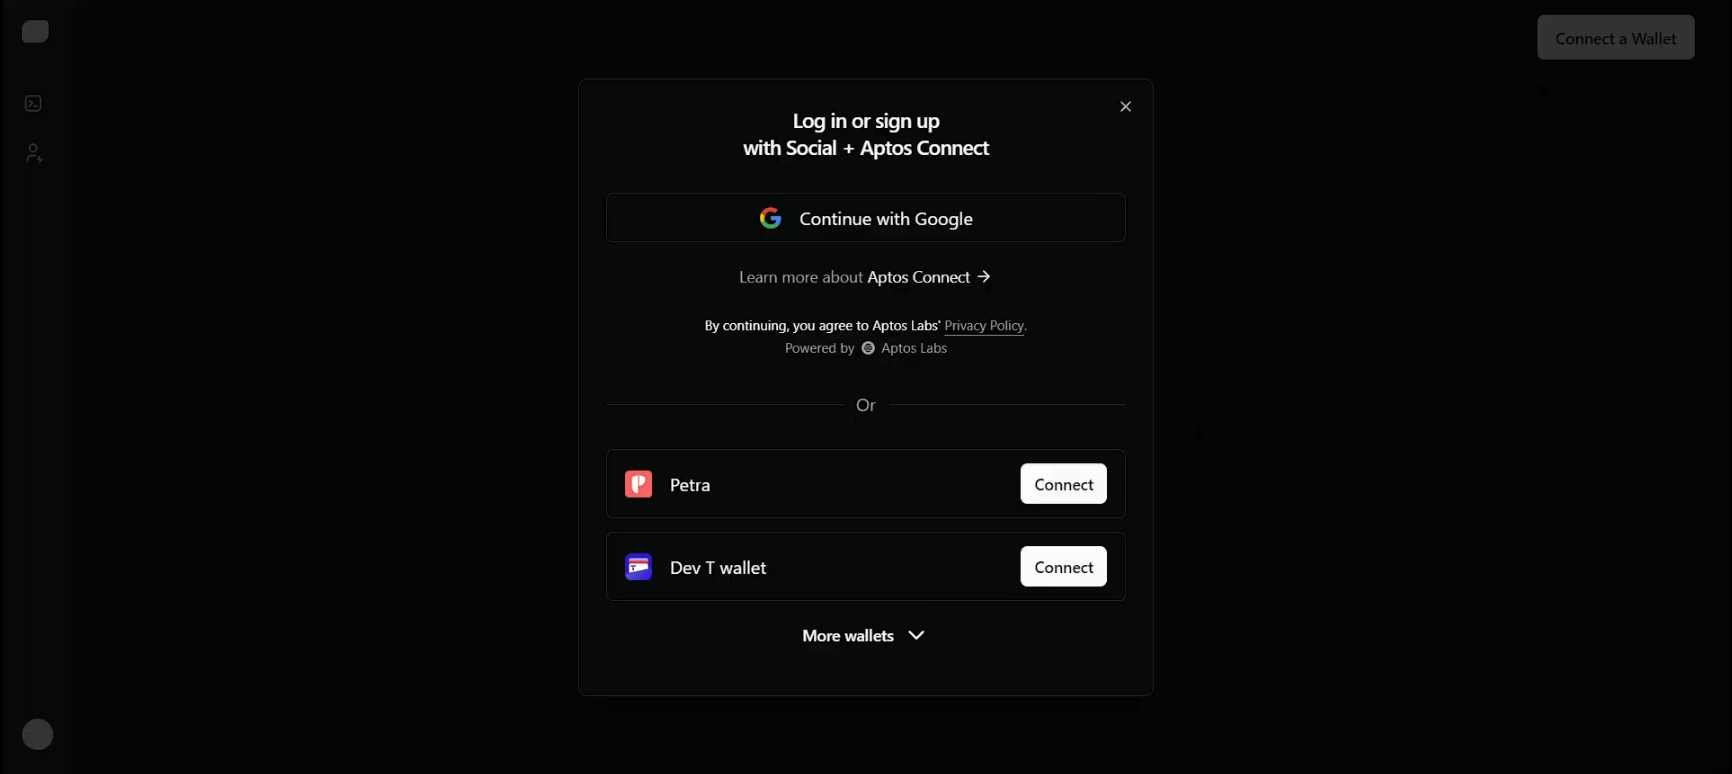 Connect a Wallet
Log in or sign up
with Social + Aptos Connect
Continue with Google
Learn more about Aptos Connect →
By continuing, you agree to Aptos Labs' Privacy Policy.
Powered by Aptos Labs
Or
Petra
Connect
Dev T wallet
Connect
More wallets